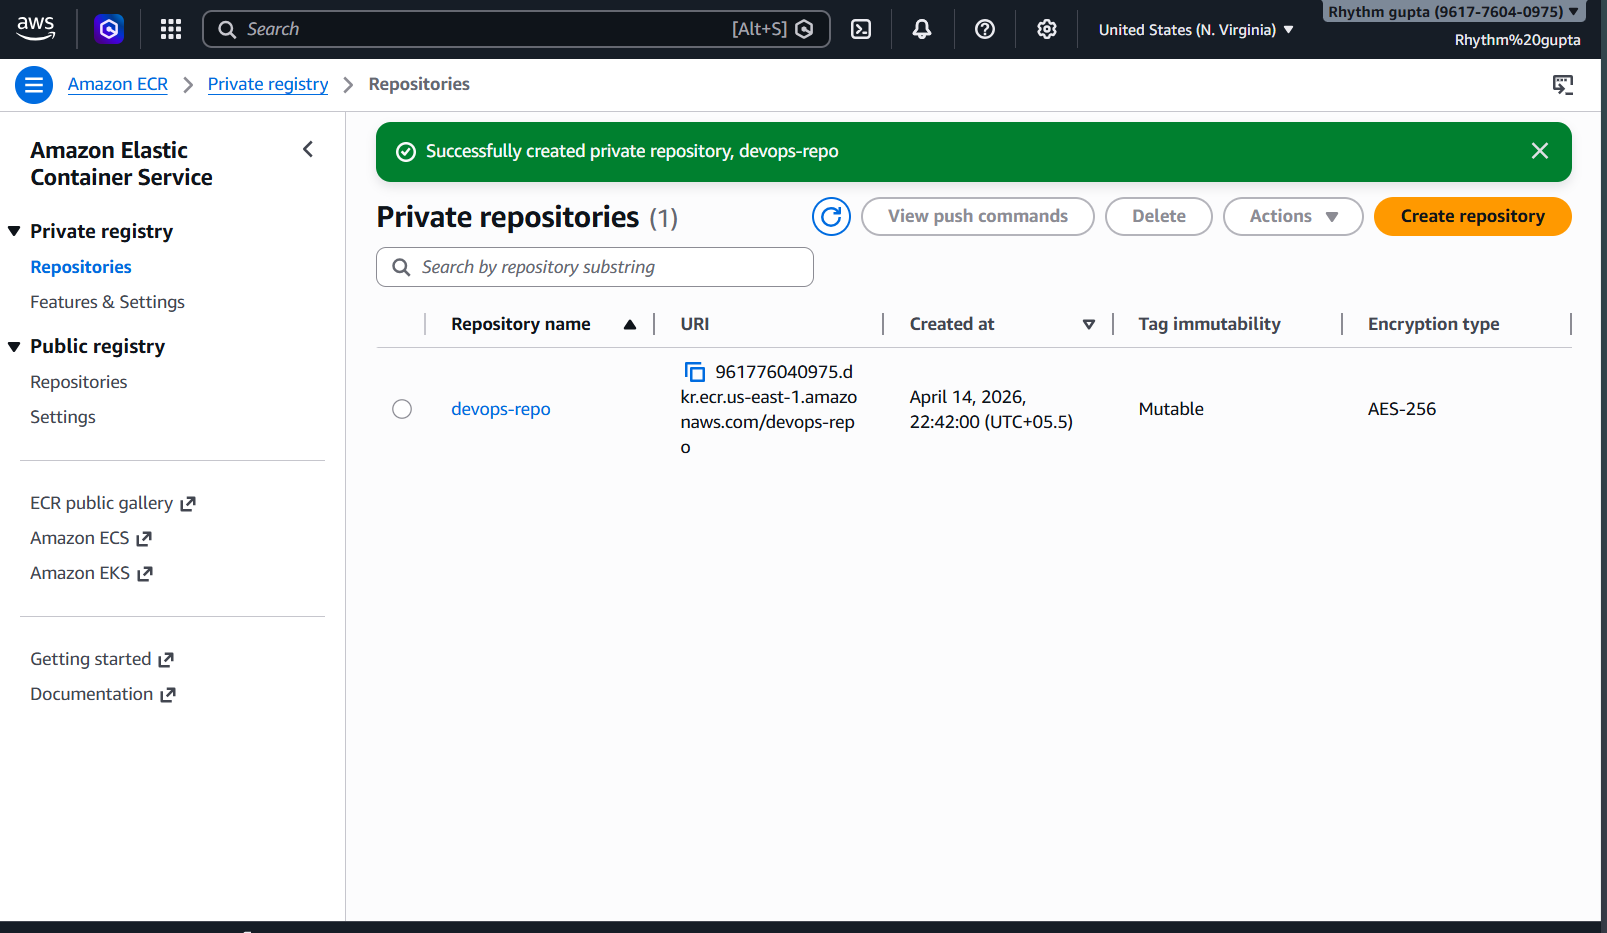 aws
Search
[Alt+S]
United States (N. Virginia)
Rhythm gupta (9617-7604-0975)
Rhythm%20gupta
Amazon ECR
Private registry
Repositories
Amazon Elastic
Container Service
Private registry
Repositories
Features & Settings
Public registry
Repositories
Settings
ECR public gallery
Amazon ECS
Amazon EKS
Getting started
Documentation
Successfully created private repository, devops-repo
Private repositories (1)
View push commands
Delete
Actions
Create repository
Search by repository substring
Repository name
URI
Created at
Tag immutability
Encryption type
devops-repo
961776040975.d
kr.ecr.us-east-1.amazo
naws.com/devops-rep
o
April 14, 2026,
22:42:00 (UTC+05.5)
Mutable
AES-256